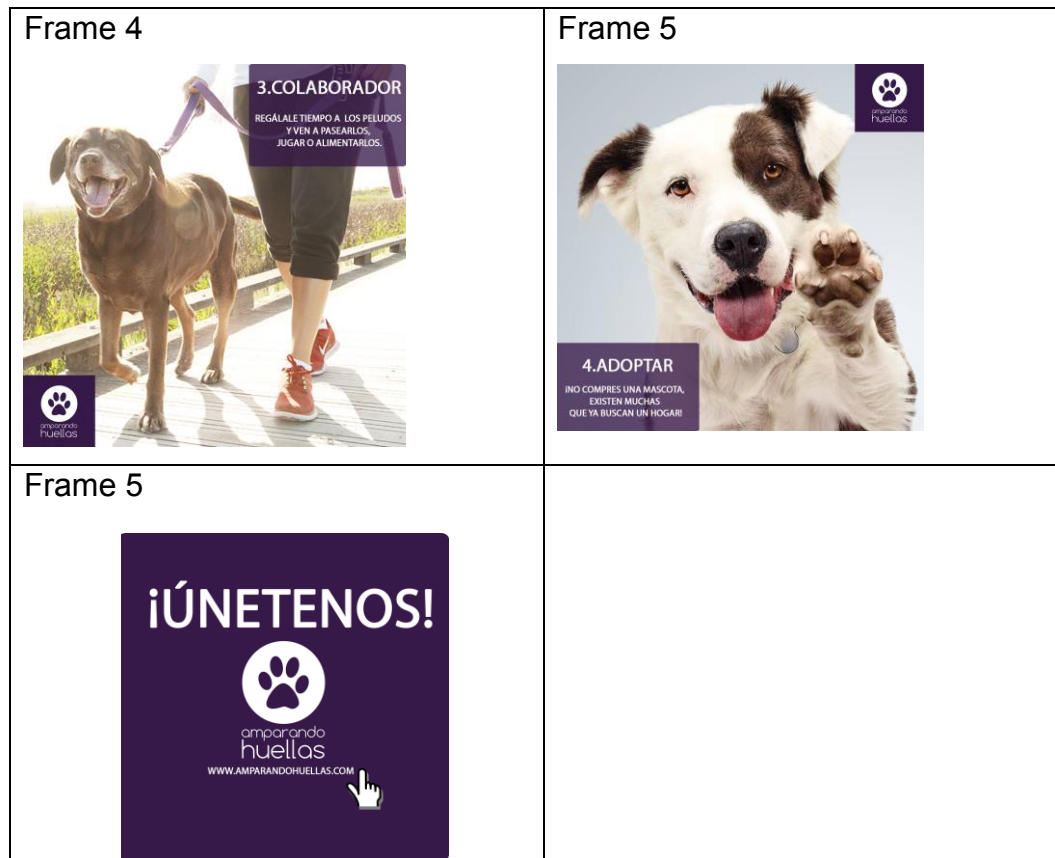 Frame 4
3.COLABORADOR
REGÁLALE TIEMPO A LOS PELUDOS
Y VEN A PASEARLOS,
JUGAR O ALIMENTARLOS.
amparando
huellas
Frame 5
amparando
huellas
4.ADOPTAR
¡NO COMPRES UNA MASCOTA,
EXISTEN MUCHAS
QUE YA BUSCAN UN HOGAR!
Frame 5
¡ÚNETENOS!
amparando
huellas
WWW.AMPARANDOHUELLAS.COM